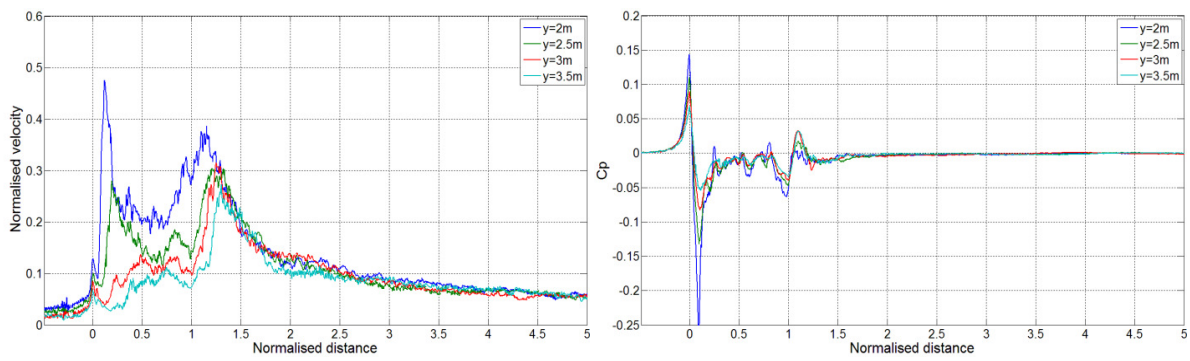 0.6
0.5
0.4
0.3
0.2
0.1
0
Normalised velocity
y=2m
y=2.5m
y=3m
y=3.5m
0 0.5 1 1.5 2 2.5 3 3.5 4 4.5 5
Normalised distance
0.2
0.15
0.1
0.05
0
-0.05
-0.1
-0.15
-0.2
-0.25
Cp
y=2m
y=2.5m
y=3m
y=3.5m
0 0.5 1 1.5 2 2.5 3 3.5 4 4.5 5
Normalised distance